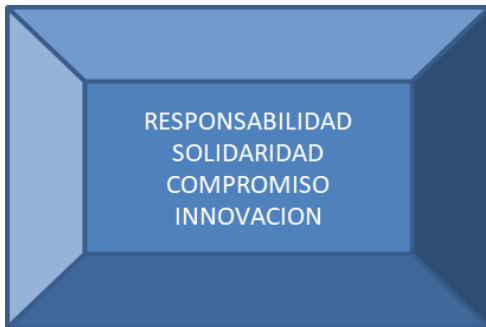 RESPONSABILIDAD
SOLIDARIDAD
COMPROMISO
INNOVACION